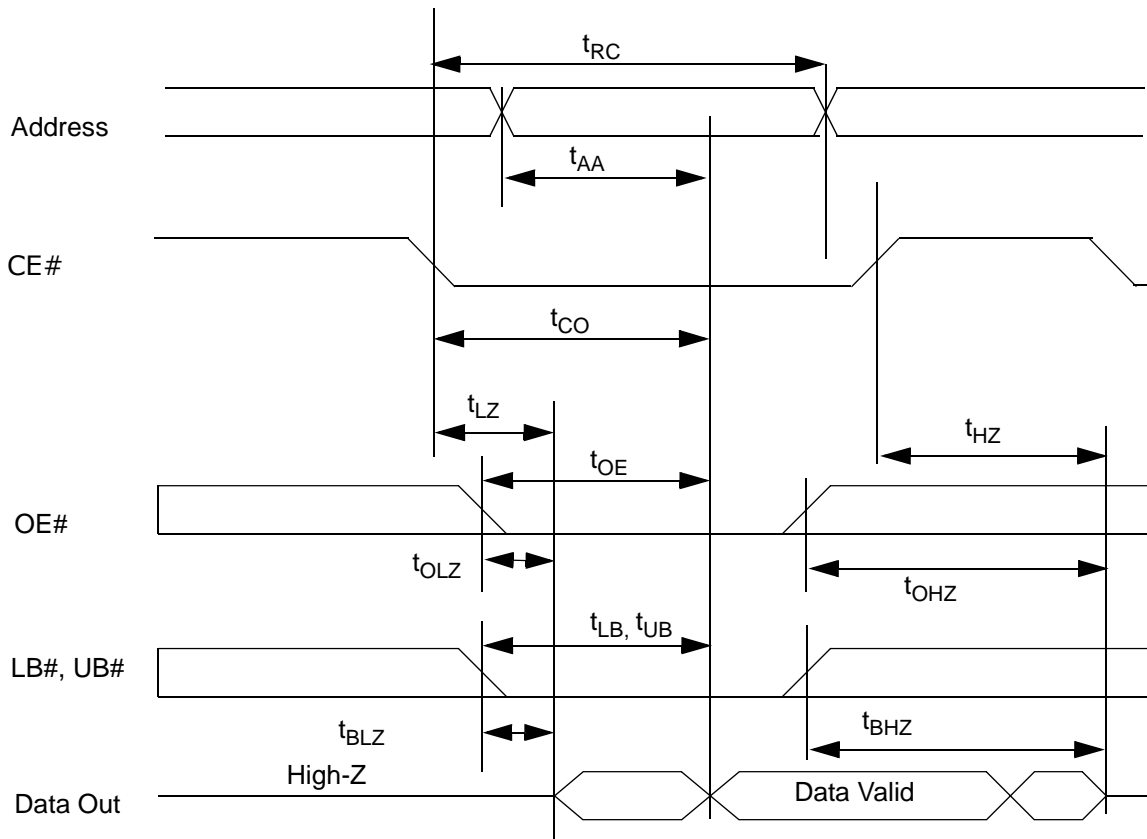 tRC
Address
tAA
CE#
tCO
tLZ
tHZ
tOE
OE#
tOLZ
tOHZ
tLB, tUB
LB#, UB#
tBLZ
tBHZ
High-Z
Data Valid
Data Out